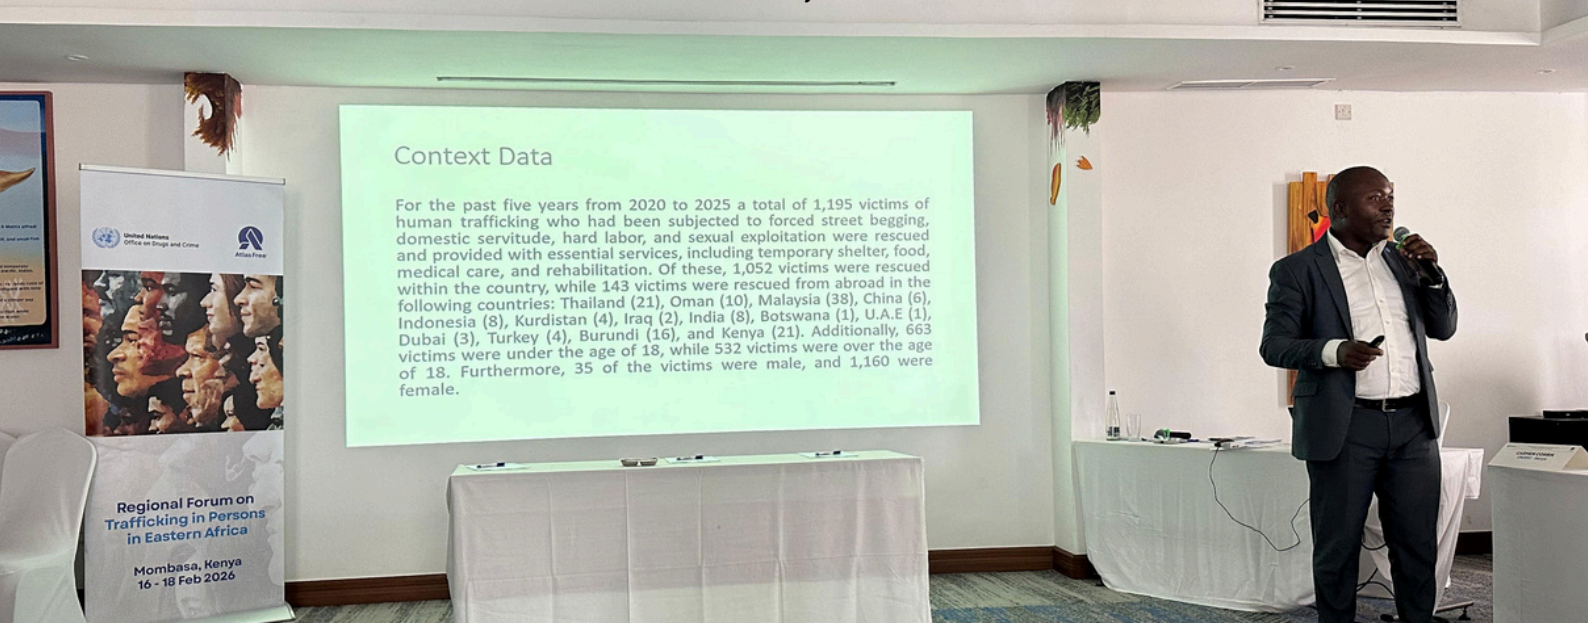 United Nations
Office on Drugs and Crime
Atlas Free
Regional Forum on
Trafficking in Persons
in Eastern Africa
Mombasa, Kenya
16 - 18 Feb 2026
Context Data
For the past five years from 2020 to 2025 a total of 1,195 victims of
human trafficking who had been subjected to forced street begging,
domestic servitude, hard labor, and sexual exploitation were rescued
and provided with essential services, including temporary shelter, food,
medical care, and rehabilitation. Of these, 1,052 victims were rescued
within the country, while 143 victims were rescued from abroad in the
following countries: Thailand (21), Oman (10), Malaysia (38), China (6),
Indonesia (8), Kurdistan (4), Iraq (2), India (8), Botswana (1), U.A.E (1),
Dubai (3), Turkey (4), Burundi (16), and Kenya (21). Additionally, 663
victims were under the age of 18, while 532 victims were over the age
of 18. Furthermore, 35 of the victims were male, and 1,160 were
female.